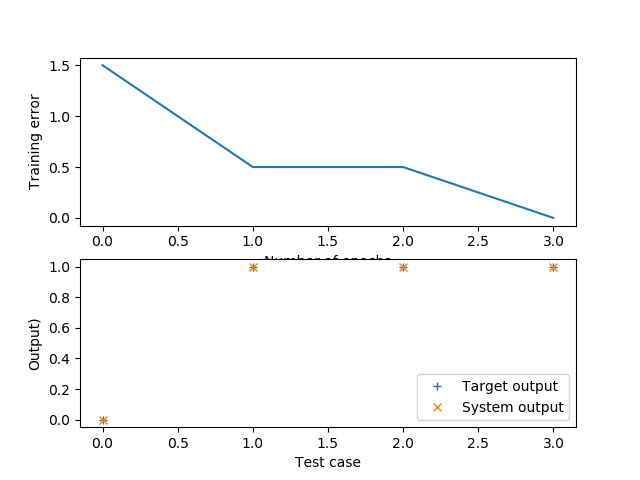 1.5
1.0
0.5
0.0
Training error
0.0 0.5 1.0 1.5 2.0 2.5 3.0
Number of epochs
1.0
0.8
0.6
0.4
0.2
0.0
Output)
Target output
System output
0.0 0.5 1.0 1.5 2.0 2.5 3.0
Test case